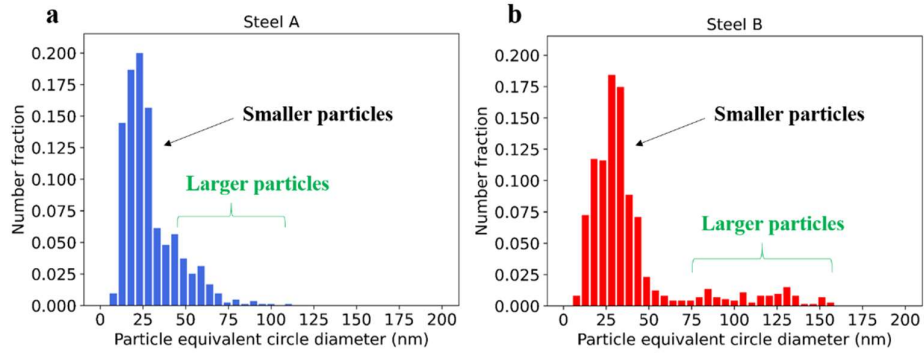 a
Steel A
Number fraction
0.200
0.175
0.150
0.125
0.100
0.075
0.050
0.025
0.000
Smaller particles
Larger particles
0 25 50 75 100 125 150 175 200
Particle equivalent circle diameter (nm)
b
Steel B
Number fraction
0.200
0.175
0.150
0.125
0.100
0.075
0.050
0.025
0.000
Smaller particles
Larger particles
0 25 50 75 100 125 150 175 200
Particle equivalent circle diameter (nm)